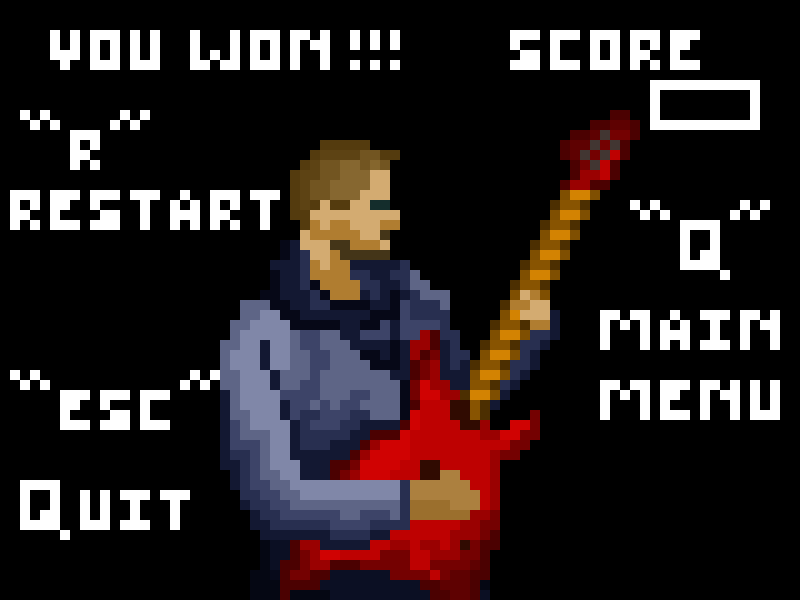 YOU WON!!!
SCORE
"R"
RESTART
"Q"
MAIN
MENU
"ESC"
QUIT